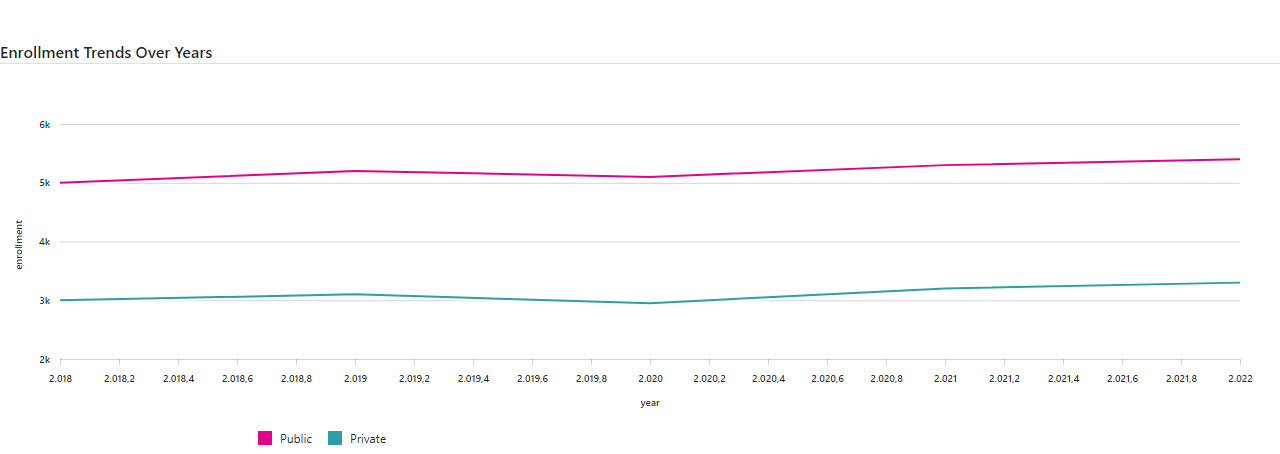 Enrollment Trends Over Years
6k
5k
4k
3k
2k
enrollment
2.018 2.018,2 2.018,4 2.018,6 2.018,8 2.019 2.019,2 2.019,4 2.019,6 2.019,8 2.020 2.020,2 2.020,4 2.020,6 2.020,8 2.021 2.021,2 2.021,4 2.021,6 2.021,8 2.022
year
Public Private